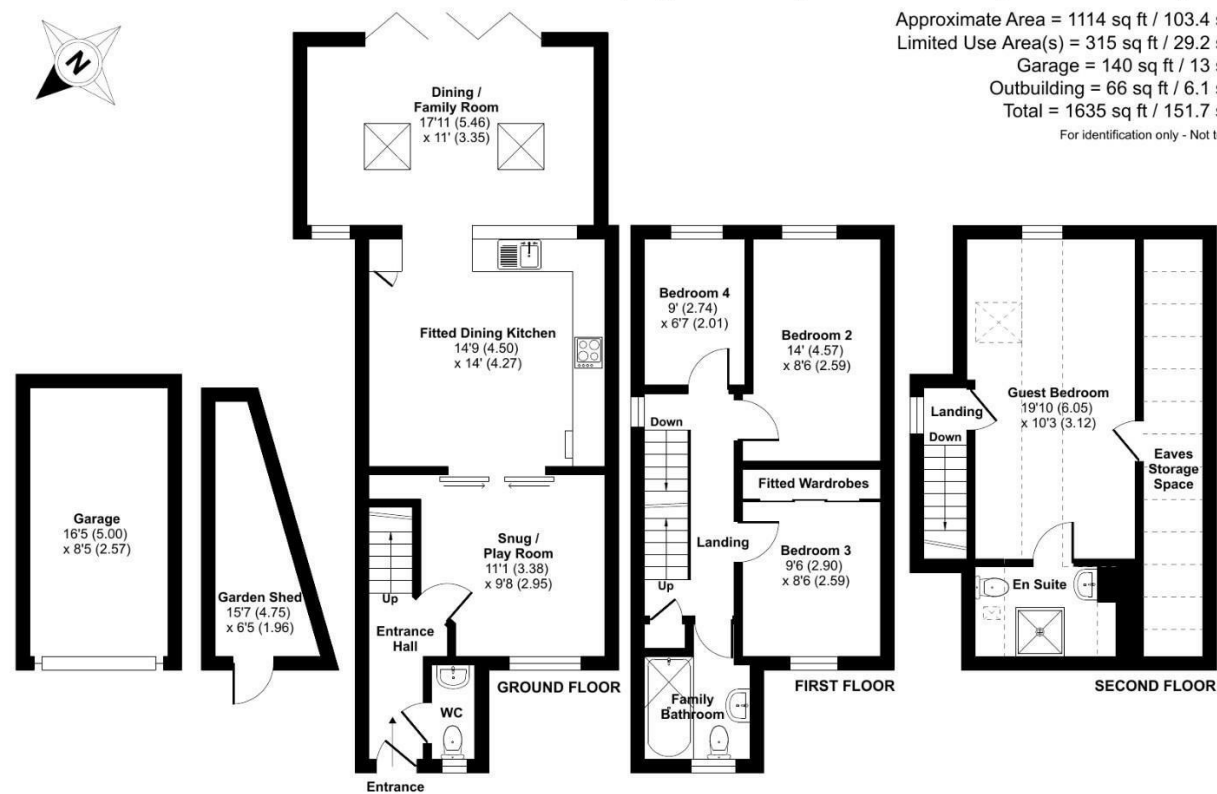 N
Approximate Area = 1114 sq ft / 103.4 s
Limited Use Area(s) = 315 sq ft / 29.2 s
Garage = 140 sq ft / 13 s
Outbuilding = 66 sq ft / 6.1 s
Total = 1635 sq ft / 151.7 s
For identification only - Not t
Dining /
Family Room
17'11 (5.46)
x 11' (3.35)
Fitted Dining Kitchen
14'9 (4.50)
x 14' (4.27)
Garage
16'5 (5.00)
x 8'5 (2.57)
Garden Shed
15'7 (4.75)
x 6'5 (1.96)
Snug /
Play Room
11'1 (3.38)
x 9'8 (2.95)
Up
Entrance
Hall
WC
Entrance
GROUND FLOOR
Bedroom 4
9' (2.74)
x 6'7 (2.01)
Bedroom 2
14' (4.57)
x 8'6 (2.59)
Down
Fitted Wardrobes
Landing
Bedroom 3
9'6 (2.90)
x 8'6 (2.59)
Up
Family
Bathroom
FIRST FLOOR
Guest Bedroom
19'10 (6.05)
x 10'3 (3.12)
Landing
Down
Eaves
Storage
Space
En Suite
SECOND FLOOR